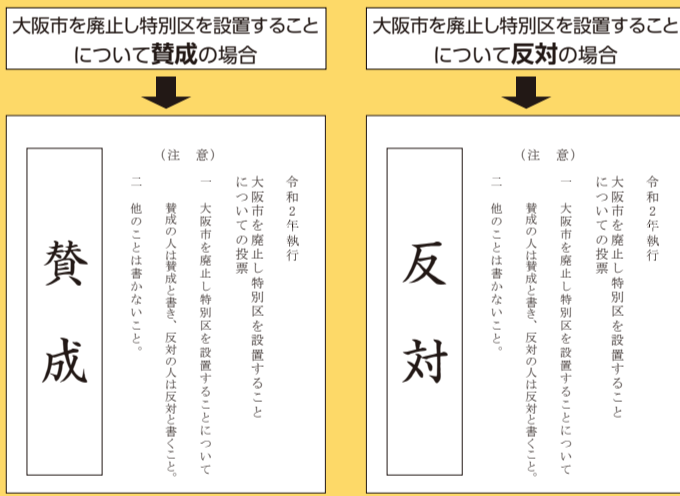 大阪市を廃止し特別区を設置すること
について賛成の場合
令和2年執行
大阪市を廃止し特別区を設置すること
についての投票
（注　意）
一　大阪市を廃止し特別区を設置することについて
賛成の人は賛成と書き、反対の人は反対と書くこと。
二　他のことは書かないこと。
賛成
大阪市を廃止し特別区を設置すること
について反対の場合
令和2年執行
大阪市を廃止し特別区を設置すること
についての投票
（注　意）
一　大阪市を廃止し特別区を設置することについて
賛成の人は賛成と書き、反対の人は反対と書くこと。
二　他のことは書かないこと。
反対